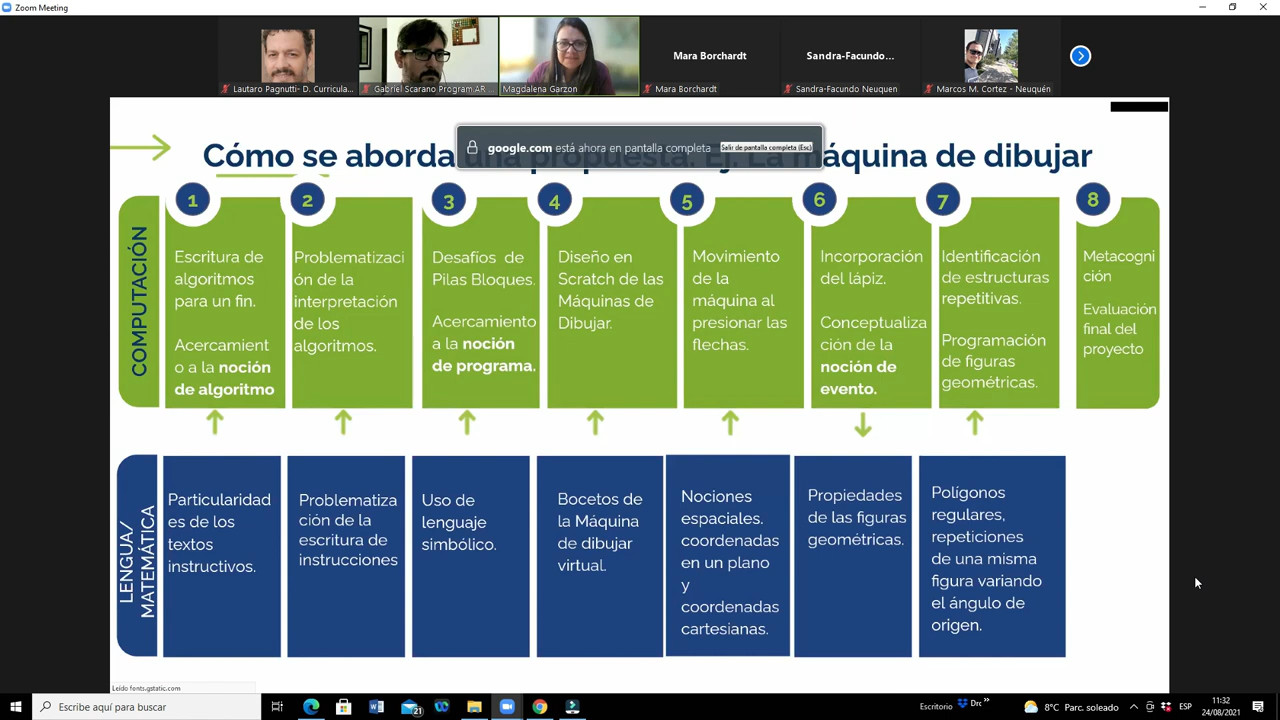 Zoom Meeting
Mara Borchardt
Sandra-Facundo...
Lautaro Pagnutti- D. Curricula...
Gabriel Scarano Program.AR ...
Magdalena Garzon
Mara Borchardt
Sandra-Facundo Neuquen
Marcos M. Cortez - Neuquén
google.com está ahora en pantalla completa
Salir de pantalla completa (Esc)
Cómo se aborda
máquina de dibujar
COMPUTACIÓN
1
Escritura de
algoritmos
para un fin.
Acercamient
o a la noción
de algoritmo
2
Problematizaci
ón de la
interpretación
de los
algoritmos.
3
Desafíos de
Pilas Bloques.
Acercamiento
a la noción
de programa.
4
Diseño en
Scratch de las
Máquinas de
Dibujar.
5
Movimiento
de la
máquina al
presionar las
flechas.
6
Incorporación
del lápiz.
Conceptualiza
ción de la
noción de
evento.
7
Identificación
de estructuras
repetitivas.
Programación
de figuras
geométricas.
8
Metacogni
ción
Evaluación
final del
proyecto
LENGUA/
MATEMÁTICA
Particularidad
es de los
textos
instructivos.
Problematiza
ción de la
escritura de
instrucciones
Uso de
lenguaje
simbólico.
Bocetos de
la Máquina
de dibujar
virtual.
Nociones
espaciales.
coordenadas
en un plano
y
coordenadas
cartesianas.
Propiedades
de las figuras
geométricas.
Polígonos
regulares,
repeticiones
de una misma
figura variando
el ángulo de
origen.
Leído fonts.gstatic.com
Escribe aquí para buscar
21
Escritorio
Drc
8°C Parc. soleado
ESP
11:32
24/08/2021